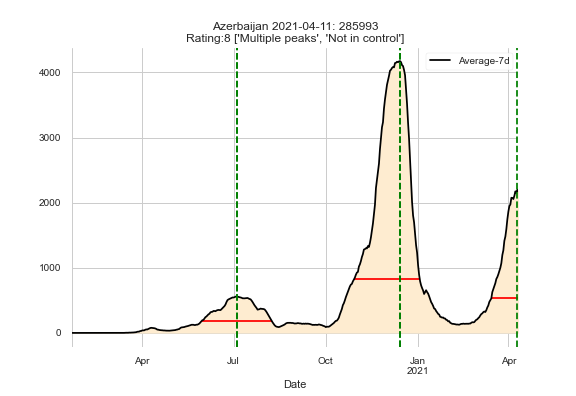 Azerbaijan 2021-04-11: 285993
Rating:8 ['Multiple peaks', 'Not in control']
Average-7d
4000
3000
2000
1000
0
Apr
Jul
Oct
Jan
2021
Apr
Date